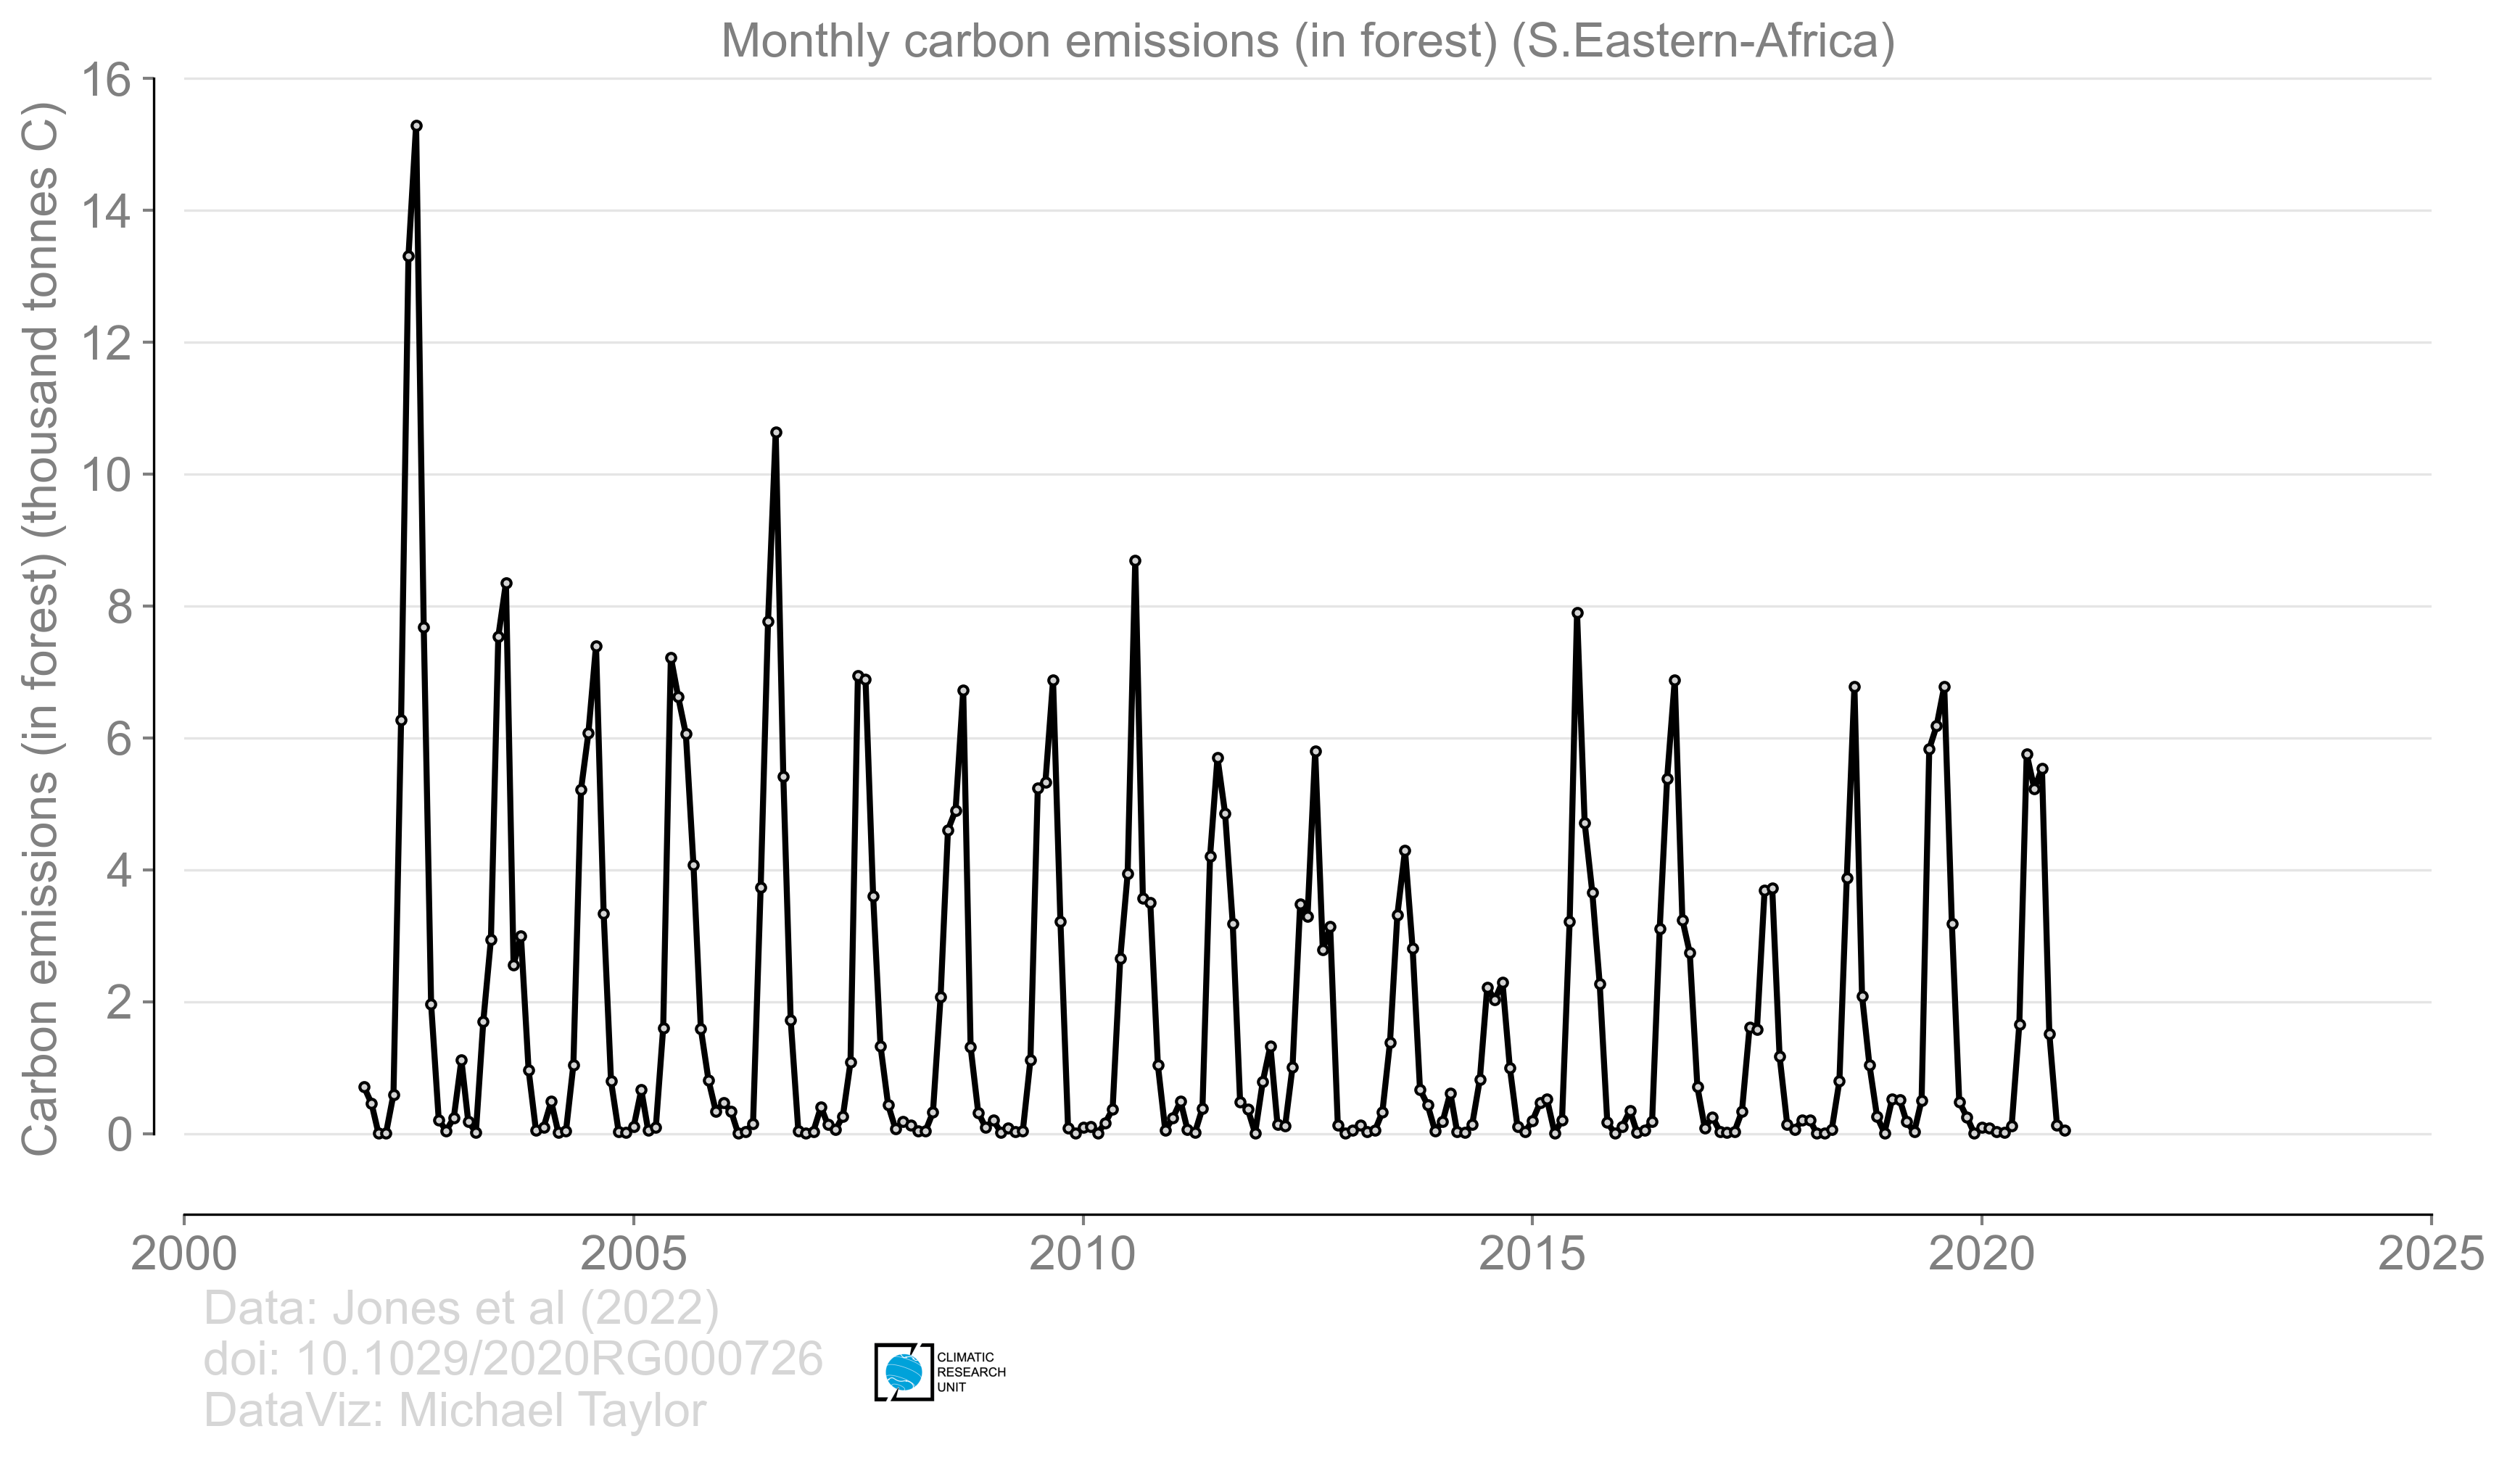 Monthly carbon emissions (in forest) (S.Eastern-Africa)
Carbon emissions (in forest) (thousand tonnes C)
16
14
12
10
8
6
4
2
0
2000 2005 2010 2015 2020 2025
Data: Jones et al (2022)
doi: 10.1029/2020RG000726
DataViz: Michael Taylor
CLIMATIC
RESEARCH
UNIT